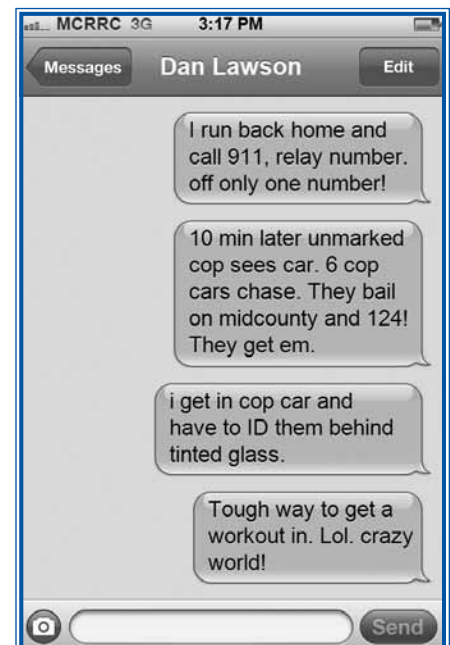 MCRRC 3G 3:17 PM
Messages Dan Lawson Edit
I run back home and
call 911, relay number.
off only one number!
10 min later unmarked
cop sees car. 6 cop
cars chase. They bail
on midcounty and 124!
They get em.
i get in cop car and
have to ID them behind
tinted glass.
Tough way to get a
workout in. Lol. crazy
world!
Send